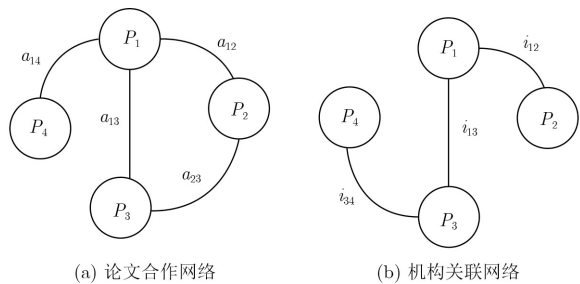 P₁
a₁₂
a₁₄
P₂
P₄
a₁₃
a₂₃
P₃
(a) 论文合作网络
P₁
i₁₂
P₄
P₂
i₁₃
i₃₄
P₃
(b) 机构关联网络